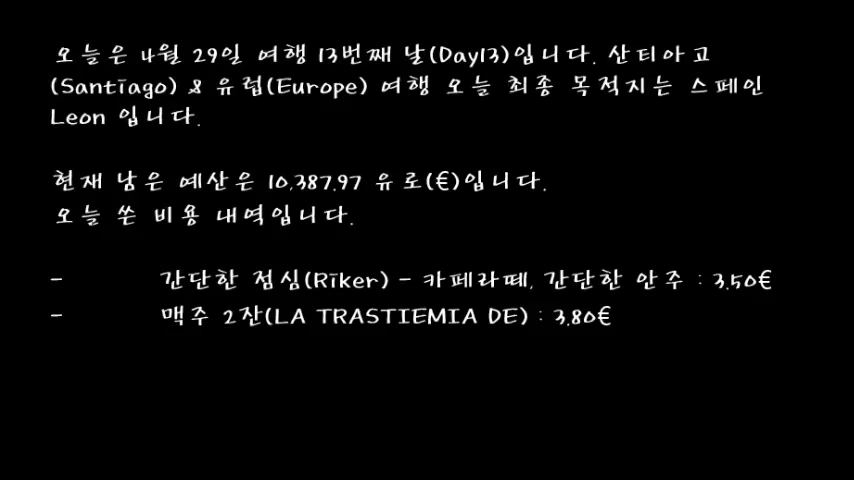 오늘은 4월 29일 여행 13번째 날(Day13)입니다. 산티아고
(Santiago) & 유럽(Europe) 여행 오늘 최종 목적지는 스페인
Leon 입니다.
현재 남은 예산은 10,387.97 유로(€)입니다.
오늘 쓴 비용 내역입니다.
- 간단한 점심(Riker) - 카페라떼, 간단한 안주 : 3.50€
- 맥주 2잔(LA TRASTIEMIA DE) : 3.80€